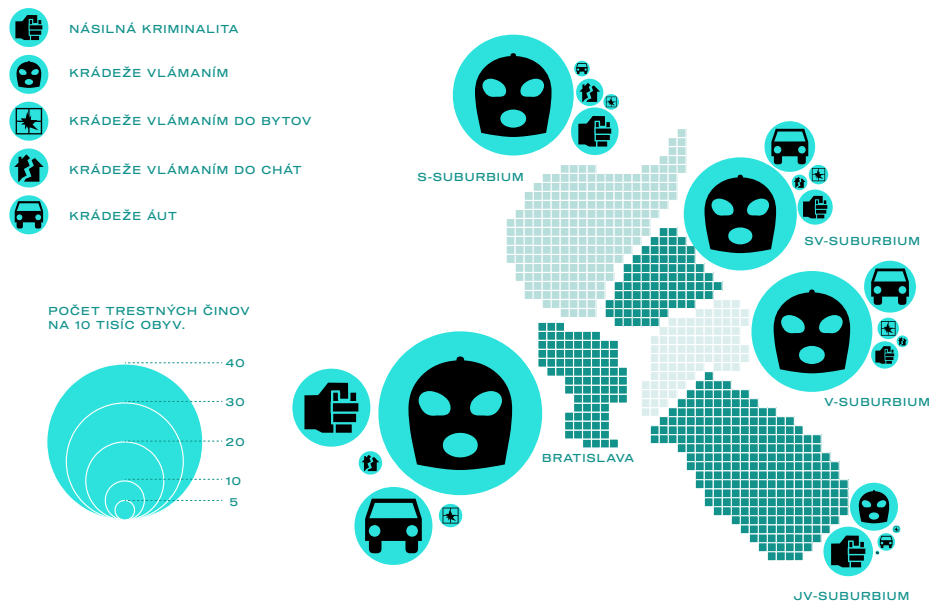 NÁSILNÁ KRIMINALITA
KRÁDEŽE VLÁMANÍM
KRÁDEŽE VLÁMANÍM DO BYTOV
KRÁDEŽE VLÁMANÍM DO CHÁT
KRÁDEŽE ÁUT
POČET TRESTNÝCH ČINOV
NA 10 TISÍC OBYV.
40
30
20
10
5
S-SUBURBIUM
SV-SUBURBIUM
V-SUBURBIUM
BRATISLAVA
JV-SUBURBIUM